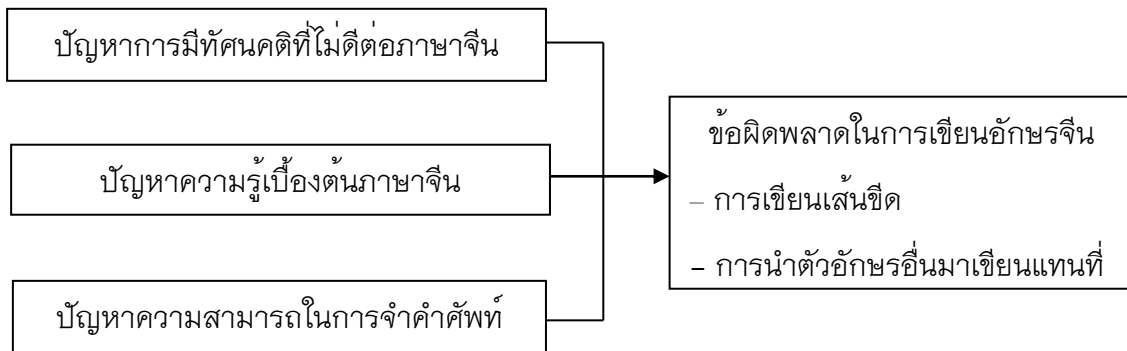 ปัญหาการมีทัศนคติที่ไม่ดีต่อภาษาจีน
ปัญหาความรู้เบื้องต้นภาษาจีน
ปัญหาความสามารถในการจำคำศัพท์
ข้อผิดพลาดในการเขียนอักษรจีน
– การเขียนเส้นขีด
– การนำตัวอักษรอื่นมาเขียนแทนที่